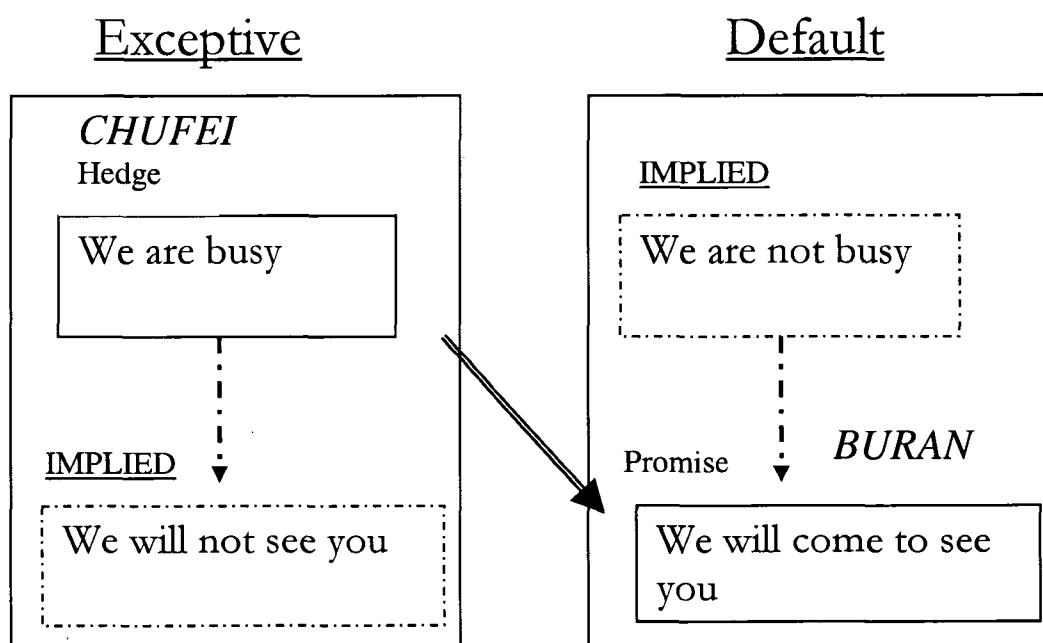 Exceptive
CHUFEI
Hedge
We are busy
IMPLIED
We will not see you
Default
IMPLIED
We are not busy
Promise
BURAN
We will come to see
you